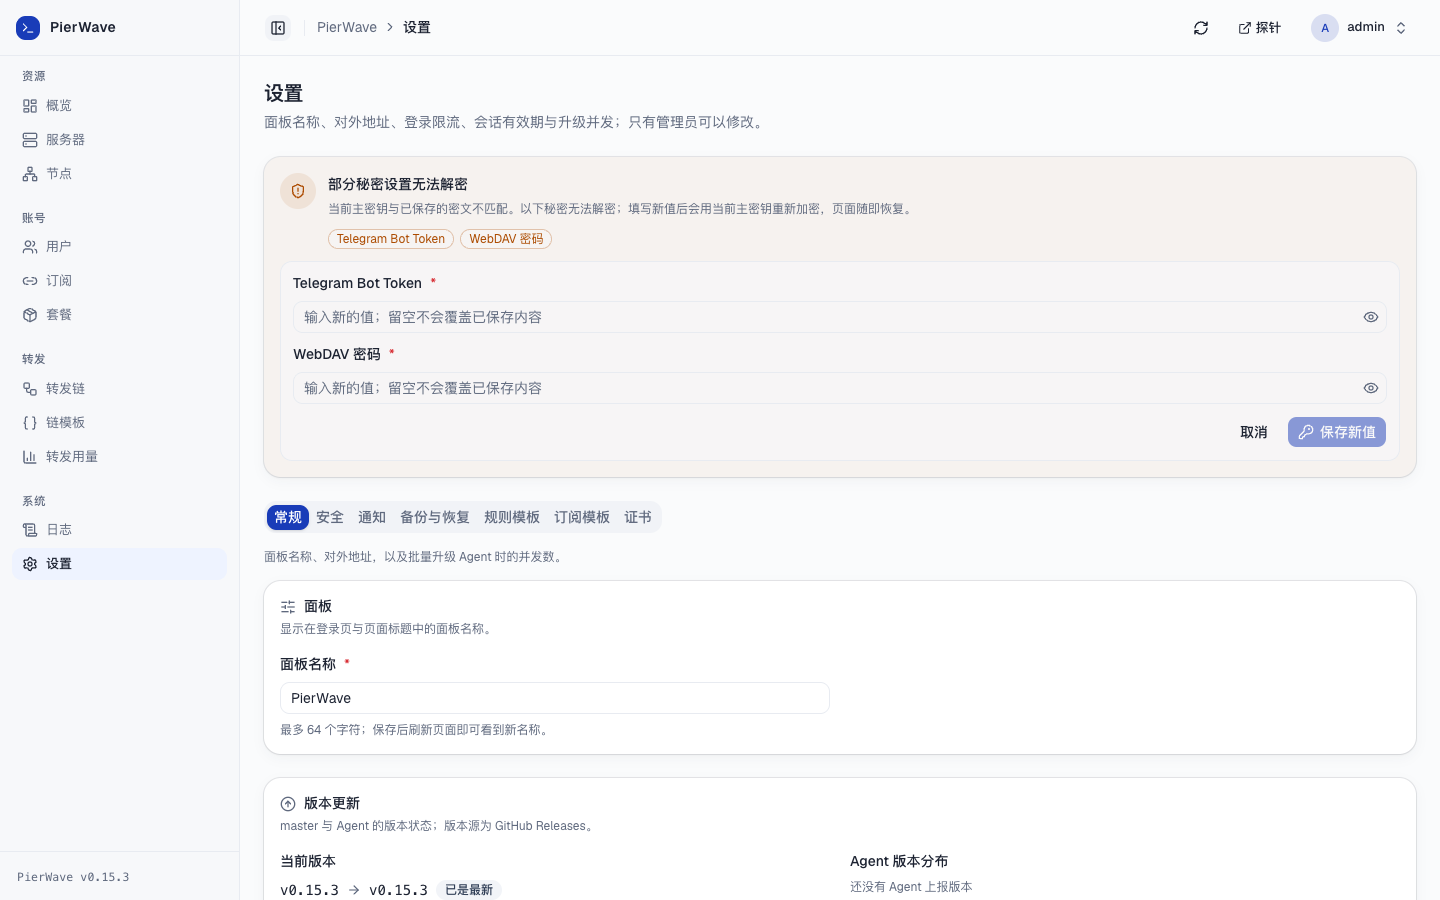 PierWave
PierWave > 设置
探针
A admin
资源
概览
服务器
节点
账号
用户
订阅
套餐
转发
转发链
链模板
转发用量
系统
日志
设置
PierWave v0.15.3
设置
面板名称、对外地址、登录限流、会话有效期与升级并发；只有管理员可以修改。
部分秘密设置无法解密
当前主密钥与已保存的密文不匹配。以下秘密无法解密；填写新值后会用当前主密钥重新加密，页面随即恢复。
Telegram Bot Token WebDAV 密码
Telegram Bot Token *
输入新的值；留空不会覆盖已保存内容
WebDAV 密码 *
输入新的值；留空不会覆盖已保存内容
取消 保存新值
常规 安全 通知 备份与恢复 规则模板 订阅模板 证书
面板名称、对外地址，以及批量升级 Agent 时的并发数。
面板
显示在登录页与页面标题中的面板名称。
面板名称 *
PierWave
最多 64 个字符；保存后刷新页面即可看到新名称。
版本更新
master 与 Agent 的版本状态；版本源为 GitHub Releases。
当前版本
v0.15.3 → v0.15.3 已是最新
Agent 版本分布
还没有 Agent 上报版本